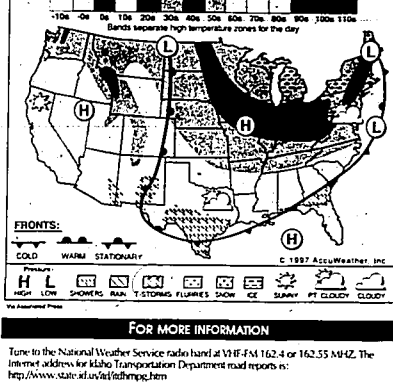 -10s -0s 0s 10s 20s 30s 40s 50s 60s 70s 80s 90s 100s 110s
Bands separate high temperature zones for the day
L
L
H
H
L
H
FRONTS:
COLD WARM STATIONARY
© 1997 AccuWeather, Inc
Pressure:
H L
HIGH LOW SHOWERS RAIN T-STORMS FLURRIES SNOW ICE SUNNY PT CLOUDY CLOUDY
Via Associated Press
FOR MORE INFORMATION
Tune to the National Weather Service radio band at VHF-FM 162.4 or 162.55 MHZ. The
Internet address for Idaho Transportation Department road reports is:
http://www.state.id.us/itd/itdhmpg.htm